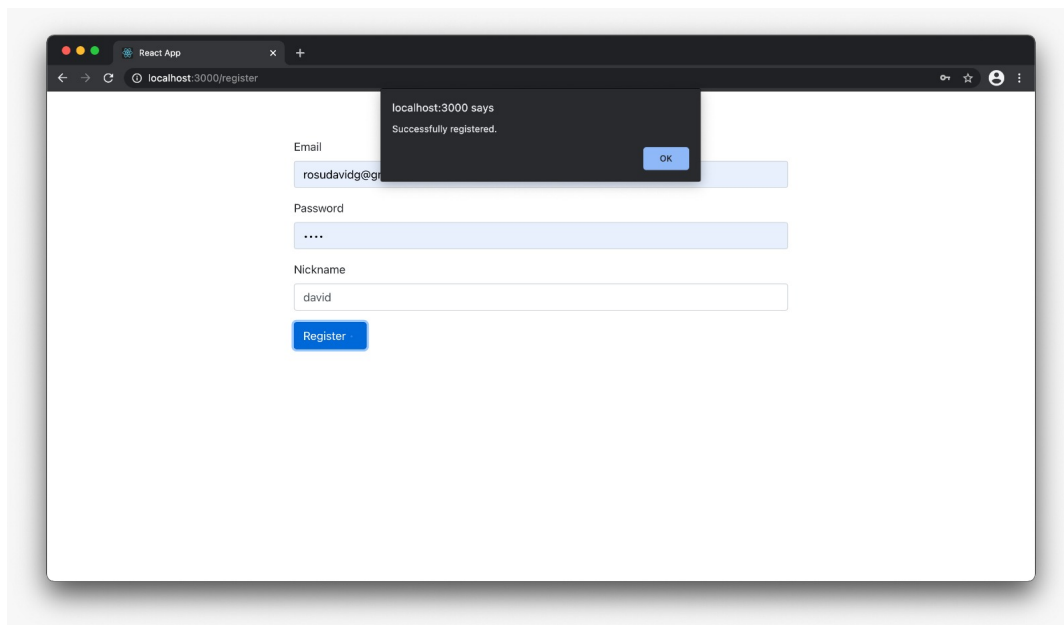 React App
localhost:3000/register
localhost:3000 says
Successfully registered.
OK
Email
Password
••••
Nickname
david
Register